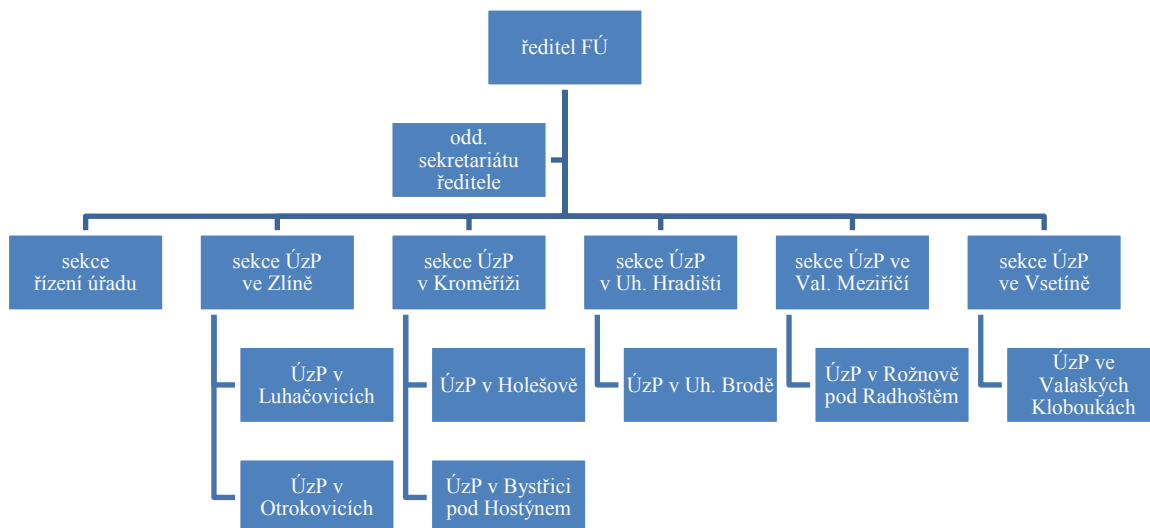 ředitel FÚ
odd.
sekretariátu
ředitele
sekce
řízení úřadu
sekce ÚzP
ve Zlíně
sekce ÚzP
v Kroměříži
sekce ÚzP
v Uh. Hradišti
sekce ÚzP ve
Val. Meziříčí
sekce ÚzP
ve Vsetíně
ÚzP v
Luhačovicích
ÚzP v Holešově
ÚzP v Uh. Brodě
ÚzP v Rožnově
pod Radhoštěm
ÚzP ve
Valaškých
Kloboukách
ÚzP v
Otrokovicích
ÚzP v Bystřici
pod Hostýnem